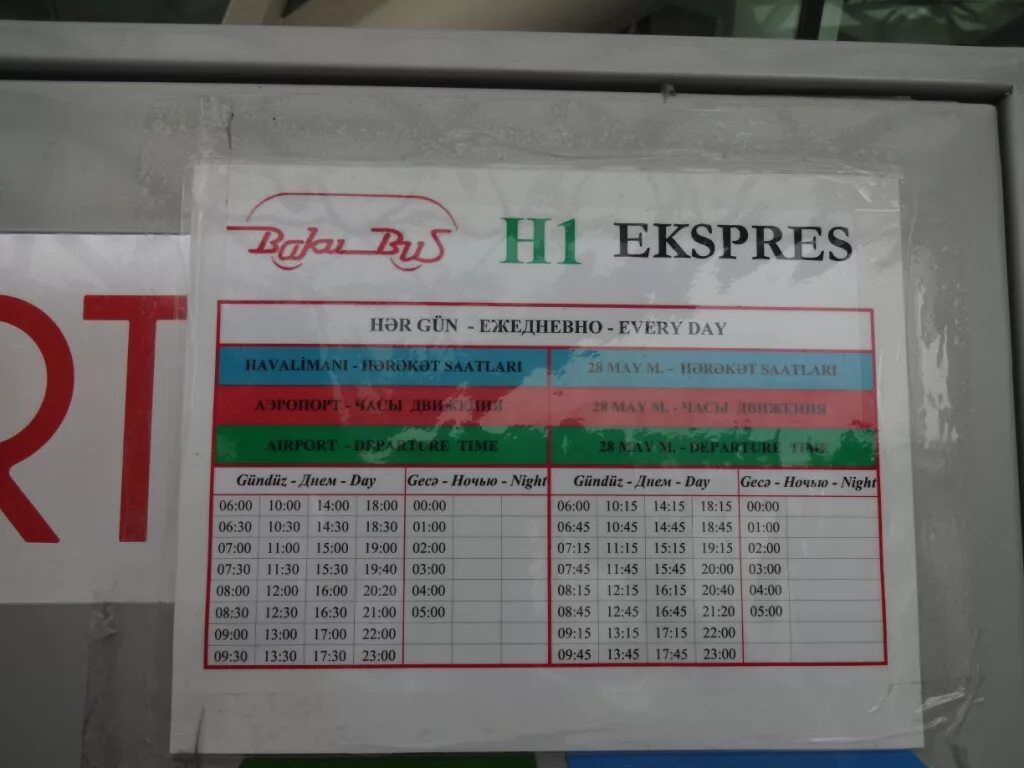 Baku Bus H1 EKSPRES
RT
HƏR GÜN - ЕЖЕДНЕВНО - EVERY DAY
HAVALİMANI - HƏRƏKƏT SAATLARI 28 MAY M. - HƏRƏKƏT SAATLARI
АЭРОПОРТ - ЧАСЫ ДВИЖЕНИЯ 28 MAY M. - ЧАСЫ ДВИЖЕНИЯ
AIRPORT - DEPARTURE TIME 28 MAY M. - DEPARTURE TIME
Gündüz - Днем - Day Gecə - Ночью - Night Gündüz - Днем - Day Gecə - Ночью - Night
06:00 10:00 14:00 18:00 00:00 06:00 10:15 14:15 18:15 00:00
06:30 10:30 14:30 18:30 01:00 06:45 10:45 14:45 18:45 01:00
07:00 11:00 15:00 19:00 02:00 07:15 11:15 15:15 19:15 02:00
07:30 11:30 15:30 19:40 03:00 07:45 11:45 15:45 20:00 03:00
08:00 12:00 16:00 20:20 04:00 08:15 12:15 16:15 20:40 04:00
08:30 12:30 16:30 21:00 05:00 08:45 12:45 16:45 21:20 05:00
09:00 13:00 17:00 22:00 09:15 13:15 17:15 22:00
09:30 13:30 17:30 23:00 09:45 13:45 17:45 23:00